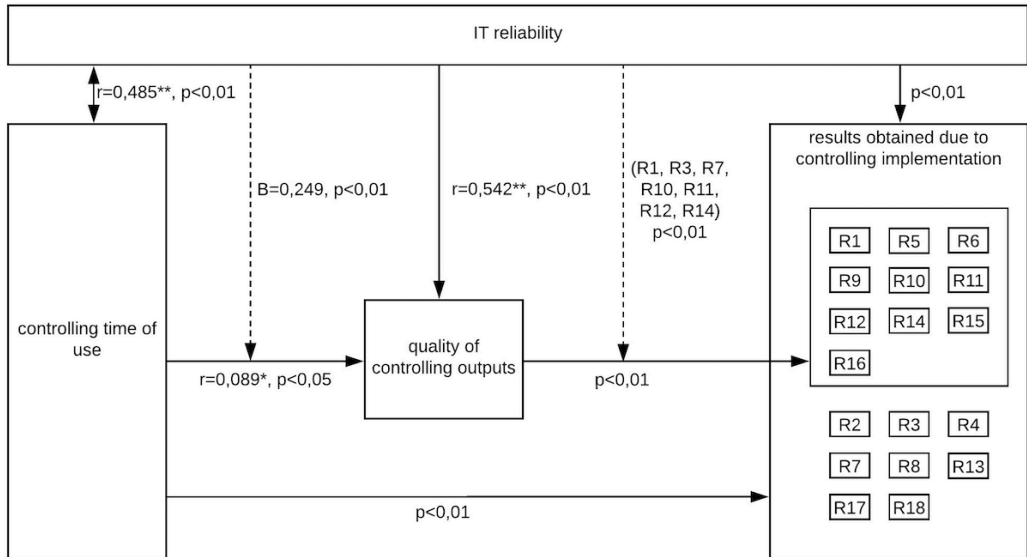 IT reliability
r=0,485**, p<0,01
p<0,01
results obtained due to
controlling implementation
B=0,249, p<0,01
r=0,542**, p<0,01
(R1, R3, R7,
R10, R11,
R12, R14)
p<0,01
R1 R5 R6
R9 R10 R11
R12 R14 R15
R16
controlling time of
use
quality of
controlling outputs
r=0,089*, p<0,05
p<0,01
R2 R3 R4
R7 R8 R13
R17 R18
p<0,01